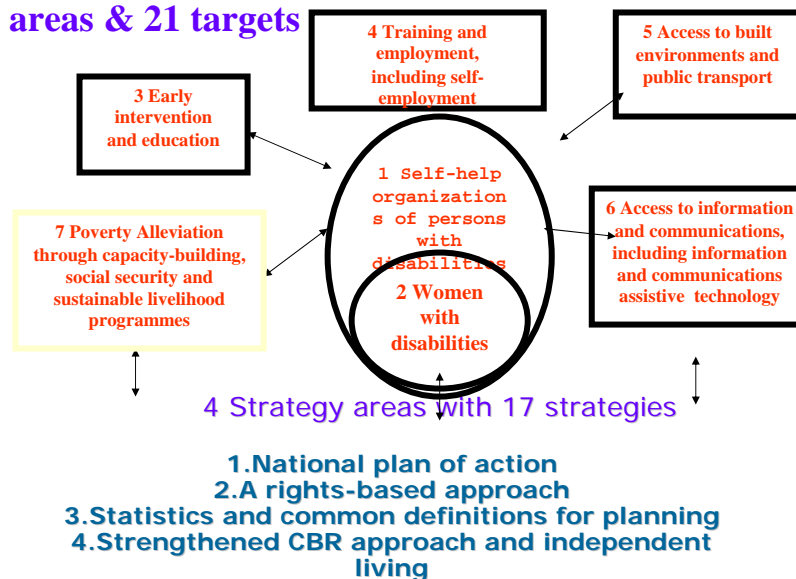 areas & 21 targets
4 Training and
employment,
including self-
employment
5 Access to built
environments and
public transport
3 Early
intervention
and education
1 Self-help
organization
s of persons
with
disabilities
2 Women
with
disabilities
6 Access to information
and communications,
including information
and communications
assistive technology
7 Poverty Alleviation
through capacity-building,
social security and
sustainable livelihood
programmes
4 Strategy areas with 17 strategies
1.National plan of action
2.A rights-based approach
3.Statistics and common definitions for planning
4.Strengthened CBR approach and independent
living